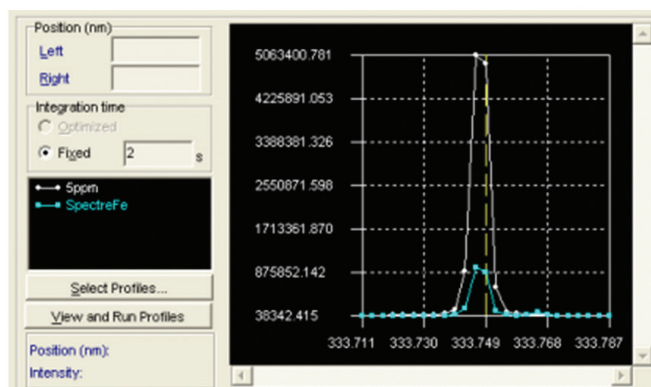 Position (nm)
Left
Right
Integration time
Optimized
Fixed 2 s
5ppm
SpectreFe
Select Profiles...
View and Run Profiles
Position (nm):
Intensity:
5063400.781
4225891.053
3388381.326
2550871.598
1713361.870
875852.142
38342.415
333.711 333.730 333.749 333.768 333.787